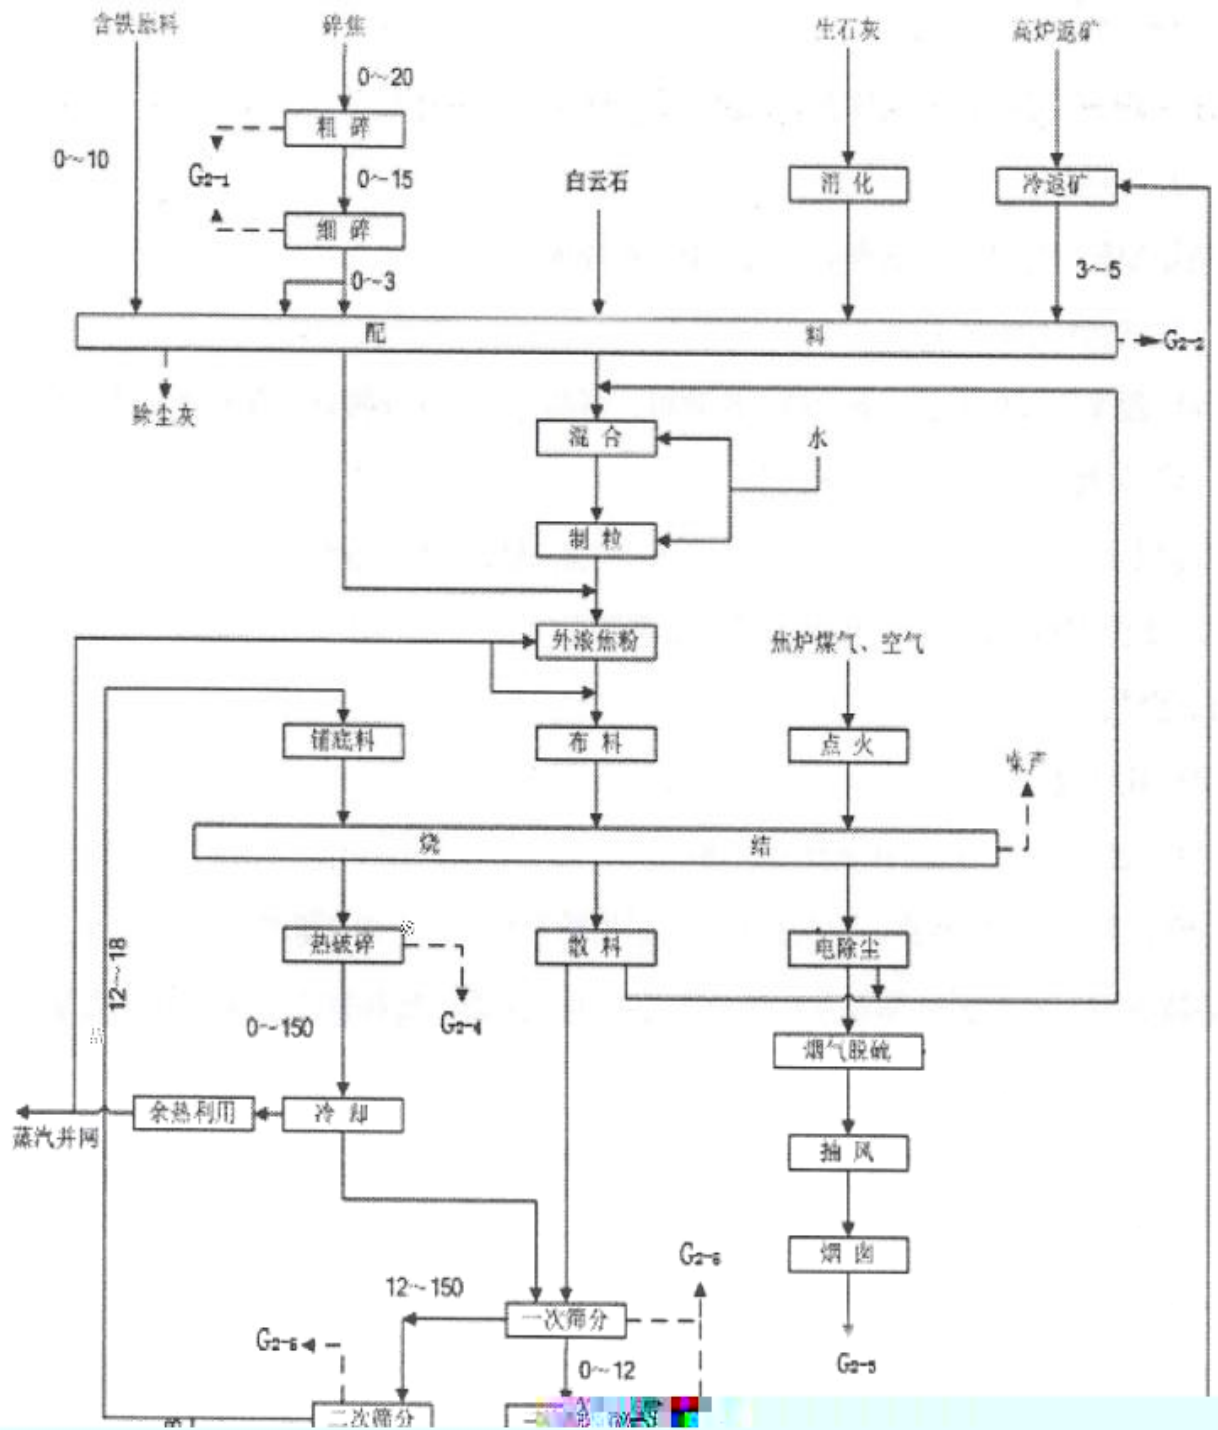 含铁原料
碎焦
生石灰
高炉返矿
0～20
粗 碎
0～10
G2-1
0～15
白云石
消 化
冷返矿
细 碎
0～3
3～5
配 料
G2-2
除尘灰
混 合
水
制 粒
外滚焦粉
焦炉煤气、空气
铺底料
布 料
点 火
噪声
烧 结
热破碎
散 料
电除尘
12～18
0～150
G2-4
烟气脱硫
余热利用
冷 却
蒸汽并网
抽 风
烟 囱
G2-6
12～150
一次筛分
G2-6
0～12
G2-5
二次筛分